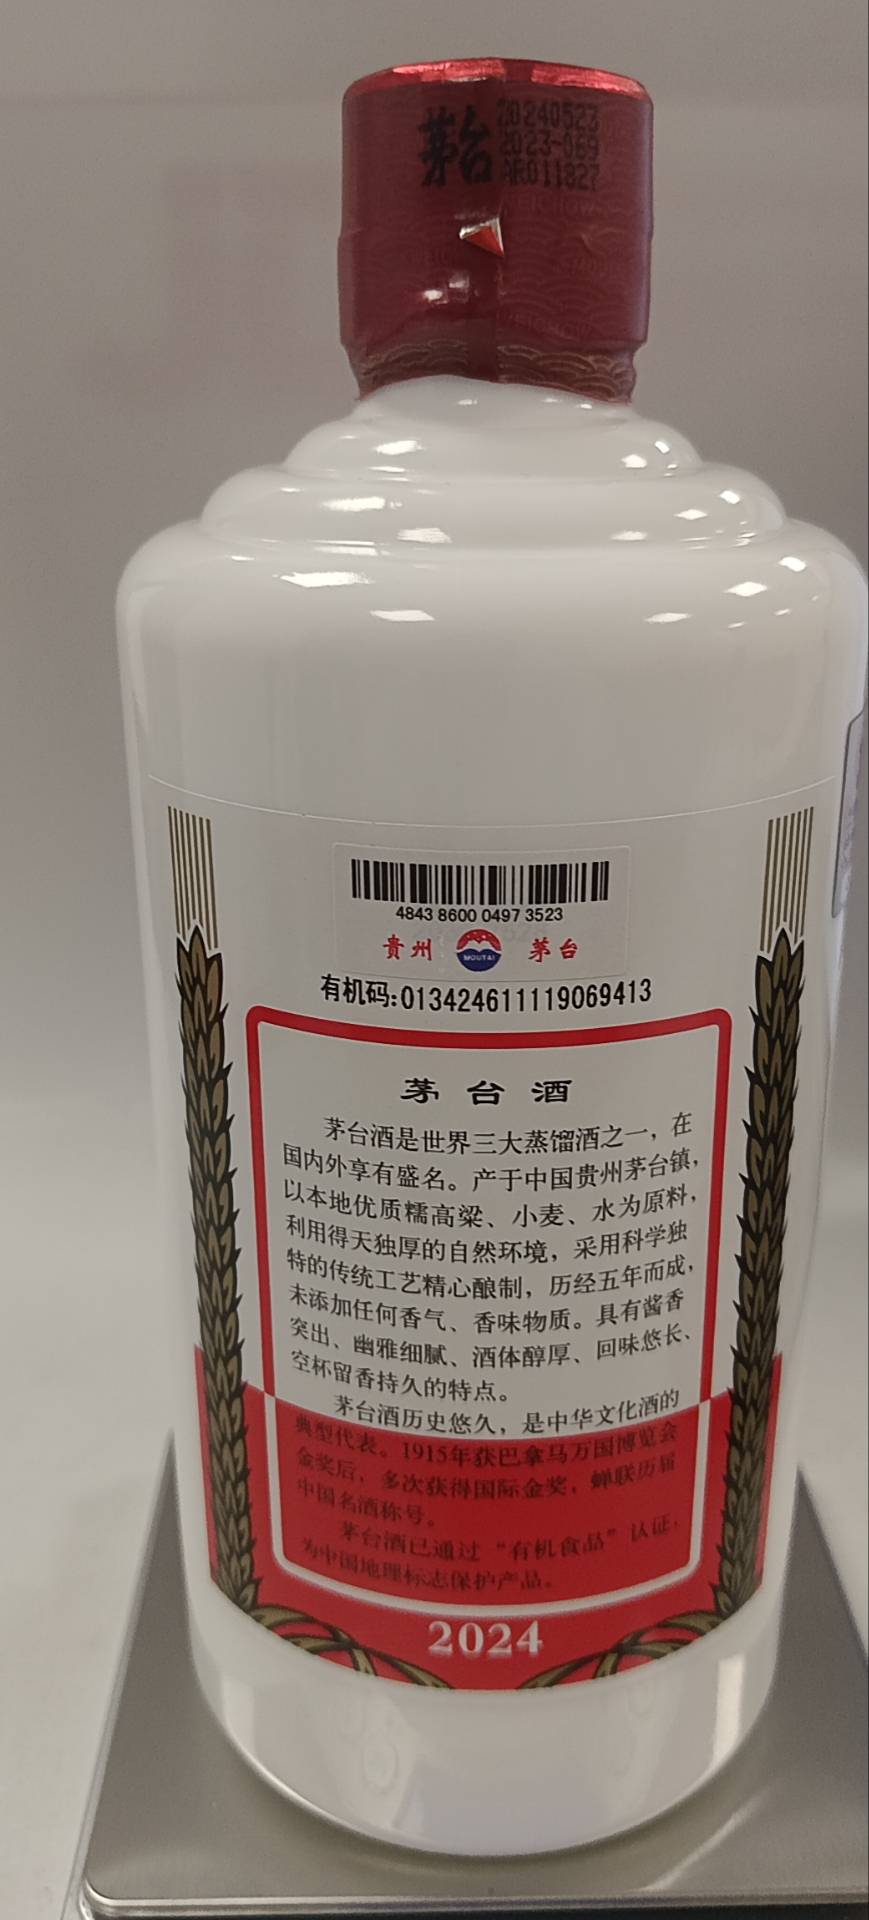 茅台
20240523
2023-069
AR011827
4843 8600 0497 3523
贵州 MOUTAI 茅台
有机码:013424611119069413
茅台酒
茅台酒是世界三大蒸馏酒之一，在
国内外享有盛名。产于中国贵州茅台镇，
以本地优质糯高粱、小麦、水为原料，
利用得天独厚的自然环境，采用科学独
特的传统工艺精心酿制，历经五年而成，
未添加任何香气、香味物质。具有酱香
突出、幽雅细腻、酒体醇厚、回味悠长、
空杯留香持久的特点。
茅台酒历史悠久，是中华文化酒的
典型代表。1915年获巴拿马万国博览会
金奖后，多次获得国际金奖，蝉联历届
中国名酒称号。
茅台酒已通过“有机食品”认证，
为中国地理标志保护产品。
2024